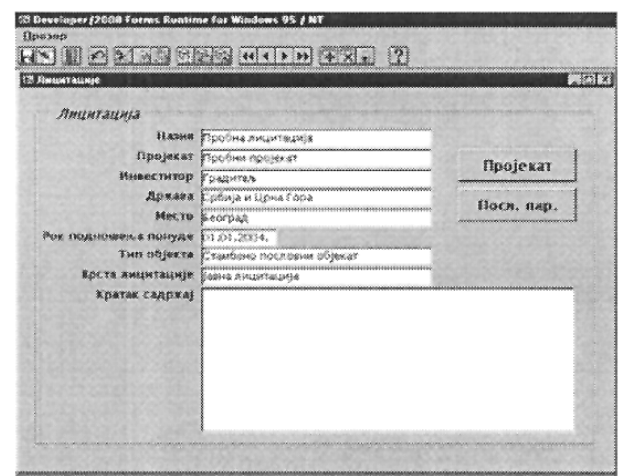 Developer/2000 Forms Runtime for Windows 95 / NT
Прозор
Лицитације
Лицитација
Назив Пробна лицитација
Пројекат Пробни пројекат
Инвеститор Градитељ
Држава Србија и Црна Гора
Место Београд
Рок подношења понуде 01.01.2004.
Тип објекта Стамбено пословни објекат
Врста лицитације Јавна лицитација
Кратак садржај
Пројекат
Посл. пар.